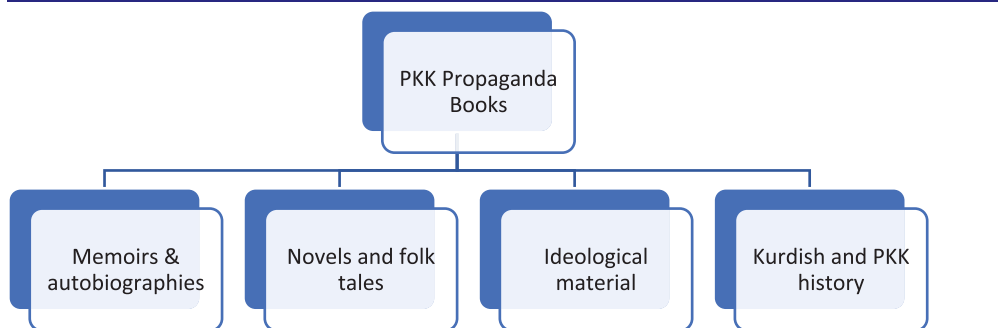 PKK Propaganda
Books
Memoirs &
autobiographies
Novels and folk
tales
Ideological
material
Kurdish and PKK
history